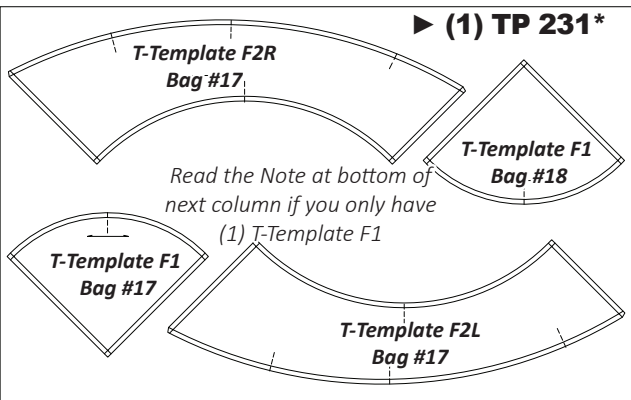 ► (1) TP 231*
T-Template F2R
Bag #17
T-Template F1
Bag #18
Read the Note at bottom of
next column if you only have
(1) T-Template F1
T-Template F1
Bag #17
T-Template F2L
Bag #17